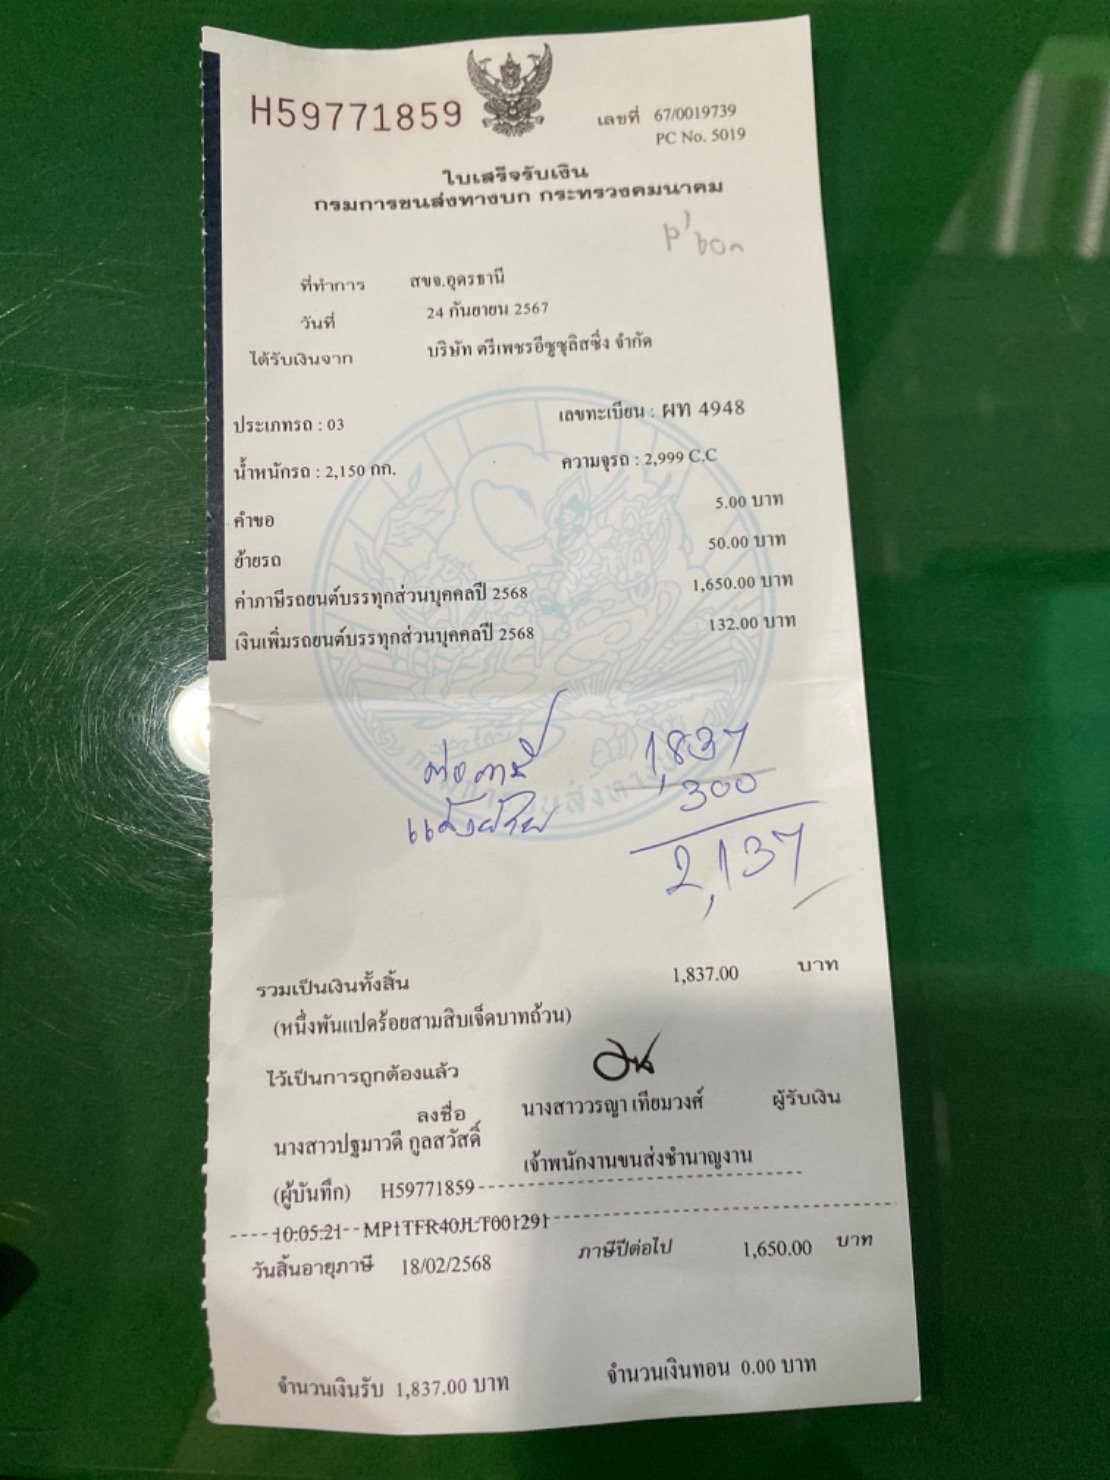 H59771859
เลขที่ 67/0019739
PC No. 5019
ใบเสร็จรับเงิน
กรมการขนส่งทางบก กระทรวงคมนาคม
P'bon
ที่ทำการ สขจ.อุดรธานี
วันที่ 24 กันยายน 2567
ได้รับเงินจาก บริษัท ตรีเพชรอีซูซุลิสซิ่ง จำกัด
ประเภทรถ : 03 เลขทะเบียน : ผท 4948
น้ำหนักรถ : 2,150 กก. ความจุรถ : 2,999 C.C
คำขอ 5.00 บาท
ย้ายรถ 50.00 บาท
ค่าภาษีรถยนต์บรรทุกส่วนบุคคลปี 2568 1,650.00 บาท
เงินเพิ่มรถยนต์บรรทุกส่วนบุคคลปี 2568 132.00 บาท
ต่อภาษี 1,837
แจ้งย้าย 300
2,137
รวมเป็นเงินทั้งสิ้น 1,837.00 บาท
(หนึ่งพันแปดร้อยสามสิบเจ็ดบาทถ้วน)
ไว้เป็นการถูกต้องแล้ว
ลงชื่อ นางสาววรญา เทียมวงศ์ ผู้รับเงิน
นางสาวปฐมาวดี กูลสวัสดิ์
เจ้าพนักงานขนส่งชำนาญงาน
(ผู้บันทึก) H59771859
10:05:21 MP1TFR40JLT001291
วันสิ้นอายุภาษี 18/02/2568 ภาษีปีต่อไป 1,650.00 บาท
จำนวนเงินรับ 1,837.00 บาท จำนวนเงินทอน 0.00 บาท